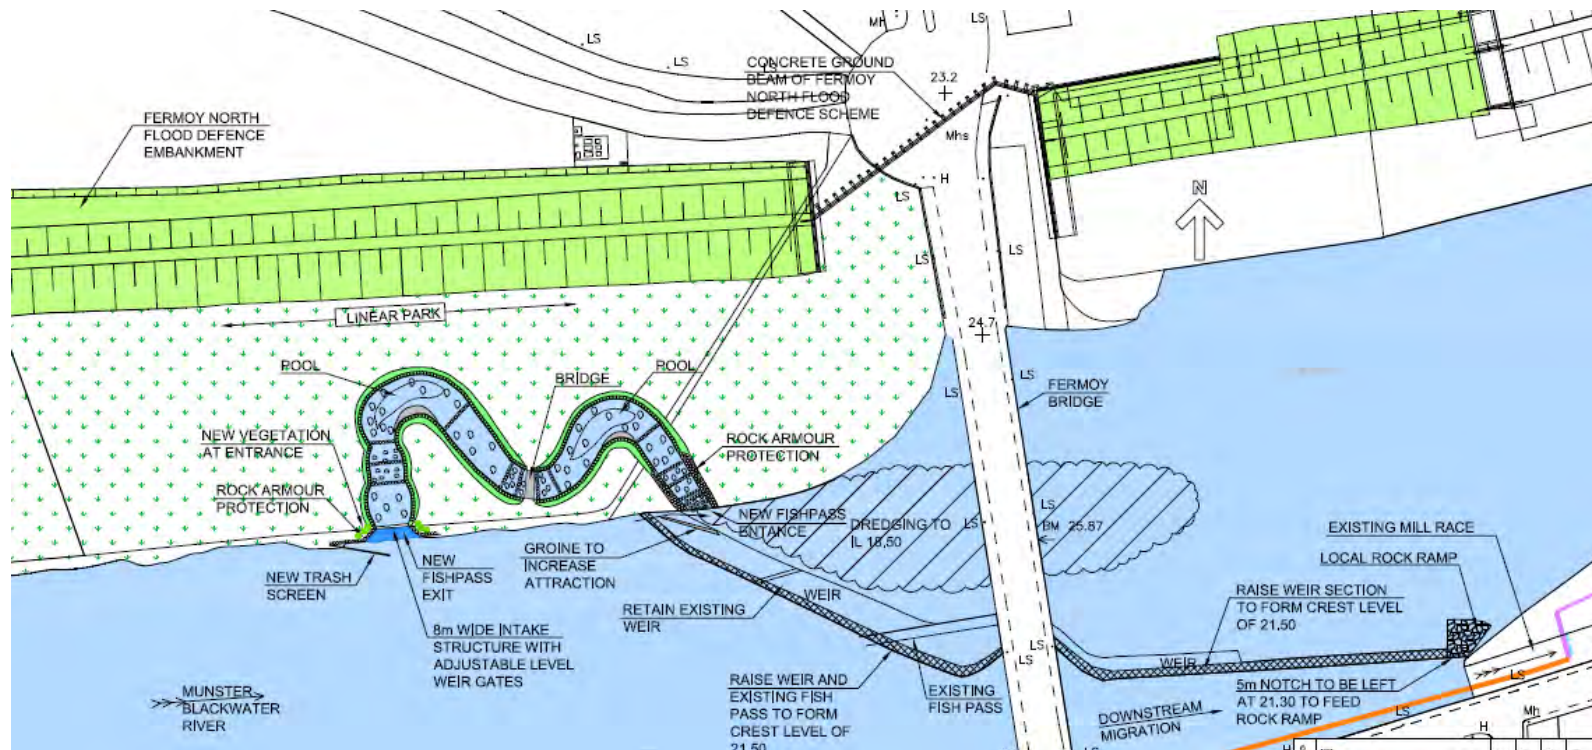 LS
Mh
LS
LS
LS
CONCRETE GROUND
BEAM OF FERMOY
NORTH FLOOD
DEFENCE SCHEME
23.2
Mhs
FERMOY NORTH
FLOOD DEFENCE
EMBANKMENT
H
LS
LS
N
LS
LS
LINEAR PARK
24.7
POOL
BRIDGE
POOL
LS
LS
FERMOY
BRIDGE
NEW VEGETATION
AT ENTRANCE
ROCK ARMOUR
PROTECTION
ROCK ARMOUR
PROTECTION
LS
NEW FISHPASS
ENTANCE
DREDGING TO
IL 18,50
LS
BM 25.87
EXISTING MILL RACE
LOCAL ROCK RAMP
GROINE TO
INCREASE
ATTRACTION
NEW
FISHPASS
EXIT
NEW TRASH
SCREEN
RETAIN EXISTING
WEIR
WEIR
RAISE WEIR SECTION
TO FORM CREST LEVEL
OF 21.50
8m WIDE INTAKE
STRUCTURE WITH
ADJUSTABLE LEVEL
WEIR GATES
LS
LS
WEIR
LS
RAISE WEIR AND
EXISTING FISH
PASS TO FORM
CREST LEVEL OF
21.50
EXISTING
FISH PASS
5m NOTCH TO BE LEFT
AT 21.30 TO FEED
ROCK RAMP
MUNSTER
BLACKWATER
RIVER
DOWNSTREAM
MIGRATION
LS
Mh
H
LS
H